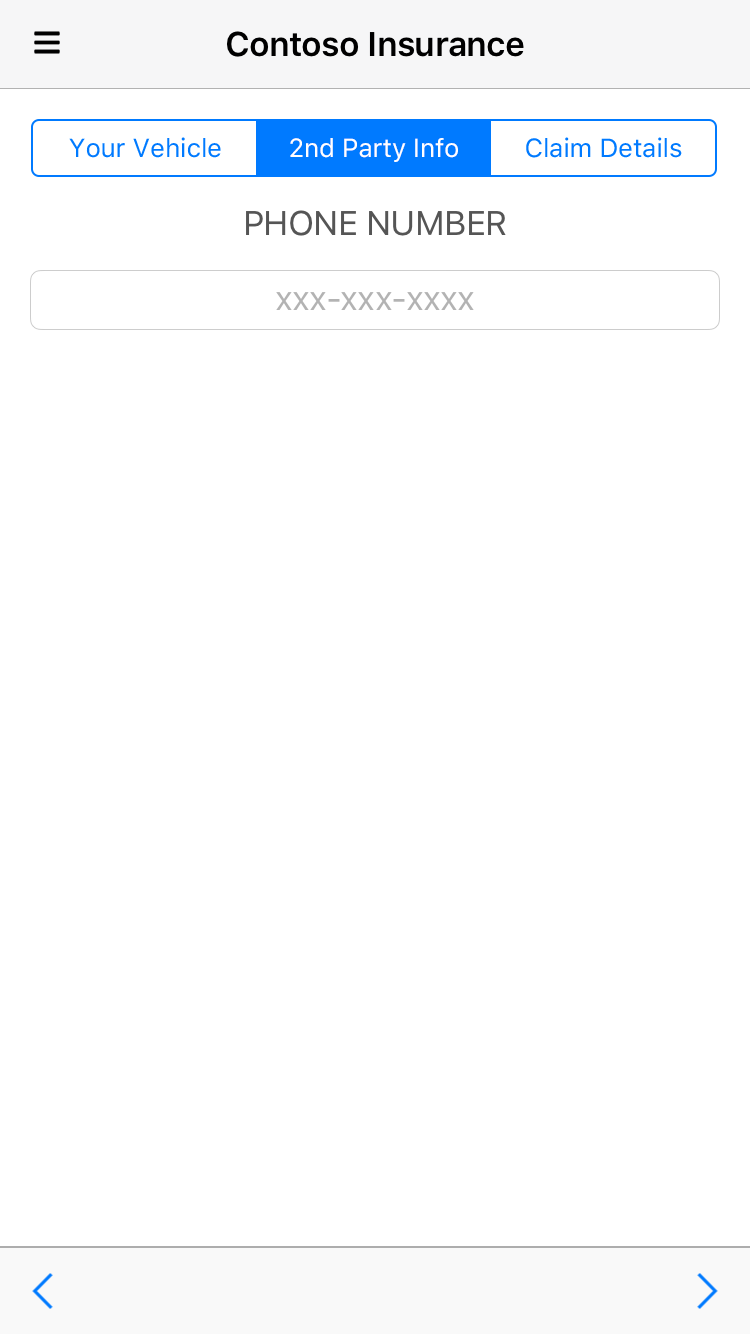 Contoso Insurance
Your Vehicle 2nd Party Info Claim Details
PHONE NUMBER
xxx-xxx-xxxx